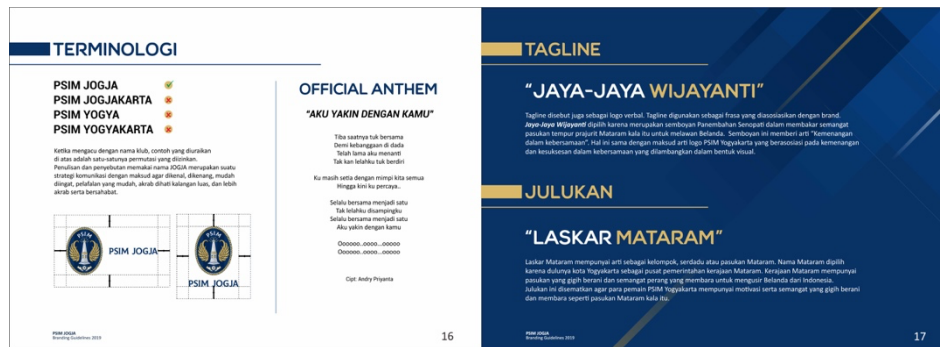 TERMINOLOGI
PSIM JOGJA
PSIM JOGJAKARTA
PSIM YOGYA
PSIM YOGYAKARTA
Ketika mengacu dengan nama klub, contoh yang diuraikan
di atas adalah satu-satunya permutasi yang diizinkan.
Penulisan dan penyebutan memakai nama JOGJA merupakan suatu
strategi komunikasi dengan maksud agar dikenal, dikenang, mudah
diingat, pelafalan yang mudah, akrab dihati kalangan luas, dan lebih
akrab serta bersahabat.
PSIM
PSIM JOGJA
PSIM
PSIM JOGJA
OFFICIAL ANTHEM
"AKU YAKIN DENGAN KAMU"
Tiba saatnya tuk bersama
Demi kebanggaan di dada
Telah lama aku menanti
Tak kan lelahku tuk berdiri
Ku masih setia dengan mimpi kita semua
Hingga kini ku percaya..
Selalu bersama menjadi satu
Tak lelahku disampingku
Selalu bersama menjadi satu
Aku yakin dengan kamu
Oooooo..oooo...ooooo
Oooooo..oooo...ooooo
Cipt: Andry Priyanta
PSIM JOGJA
Branding Guidelines 2019
16
TAGLINE
“JAYA-JAYA WIJAYANTI”
Tagline disebut juga sebagai logo verbal. Tagline digunakan sebagai frasa yang diasosiasikan dengan brand.
Jaya-Jaya Wijayanti dipilih karena merupakan semboyan Panembahan Senopati dalam membakar semangat
pasukan tempur prajurit Mataram kala itu untuk melawan Belanda. Semboyan ini memberi arti “Kemenangan
dalam kebersamaan”. Hal ini sama dengan maksud arti logo PSIM Yogyakarta yang berasosiasi pada kemenangan
dan kesuksesan dalam kebersamaan yang dilambangkan dalam bentuk visual.
JULUKAN
“LASKAR MATARAM”
Laskar Mataram mempunyai arti sebagai kelompok, serdadu atau pasukan Mataram. Nama Mataram dipilih
karena dulunya kota Yogyakarta sebagai pusat pemerintahan kerajaan Mataram. Kerajaan Mataram mempunyai
pasukan yang gigih berani dan semangat perang yang membara untuk mengusir Belanda dari Indonesia.
Julukan ini disematkan agar para pemain PSIM Yogyakarta mempunyai motivasi serta semangat yang gigih berani
dan membara seperti pasukan Mataram kala itu.
PSIM JOGJA
Branding Guidelines 2019
17